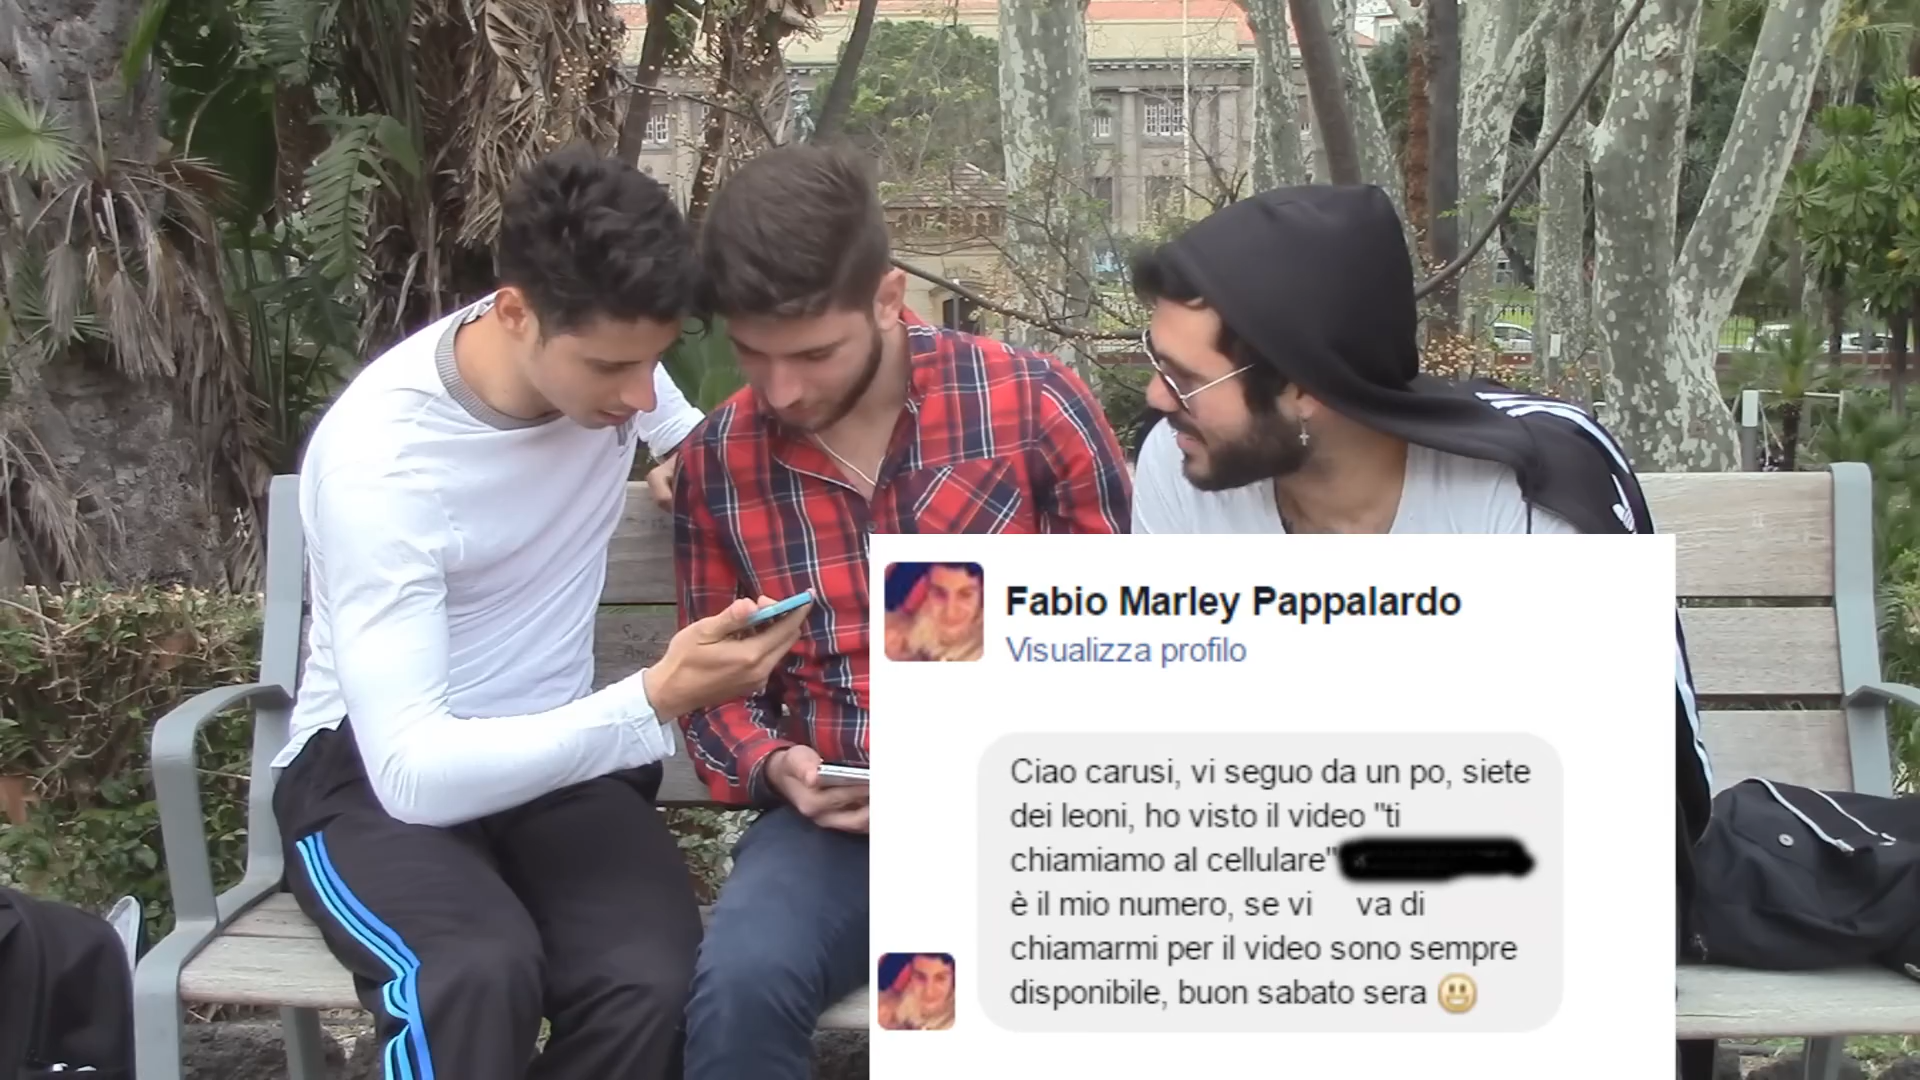 Fabio Marley Pappalardo
Visualizza profilo
Ciao carusi, vi seguo da un po, siete
dei leoni, ho visto il video "ti
chiamiamo al cellulare"
è il mio numero, se vi va di
chiamarmi per il video sono sempre
disponibile, buon sabato sera 😃